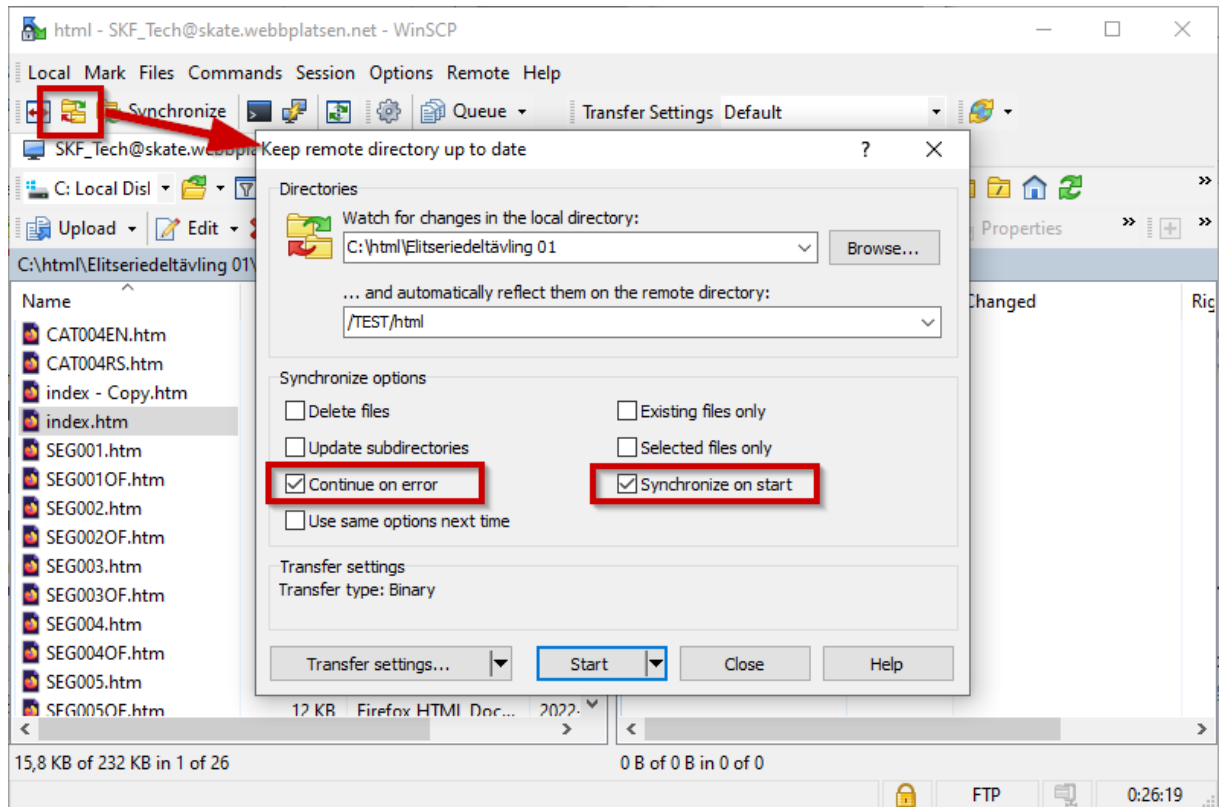 html - SKF_Tech@skate.webbplatsen.net - WinSCP
Local Mark Files Commands Session Options Remote Help
Synchronize Queue Transfer Settings Default
SKF_Tech@skate.webbpla
Keep remote directory up to date
? 
C: Local Disl
Directories
Watch for changes in the local directory:
Upload Edit Properties
C:\html\Elitseriedeltävling 01 Browse...
C:\html\Elitseriedeltävling 01\
... and automatically reflect them on the remote directory:
Name Changed Rig
/TEST/html
CAT004EN.htm
CAT004RS.htm
Synchronize options
index - Copy.htm
Delete files Existing files only
index.htm
Update subdirectories Selected files only
SEG001.htm
Continue on error Synchronize on start
SEG001OF.htm
SEG002.htm
Use same options next time
SEG002OF.htm
SEG003.htm
Transfer settings
Transfer type: Binary
SEG003OF.htm
SEG004.htm
SEG004OF.htm
Transfer settings... Start Close Help
SEG005.htm
SEG005OF.htm 12 KB Firefox HTML Doc... 2022-
15,8 KB of 232 KB in 1 of 26 0 B of 0 B in 0 of 0
FTP 0:26:19